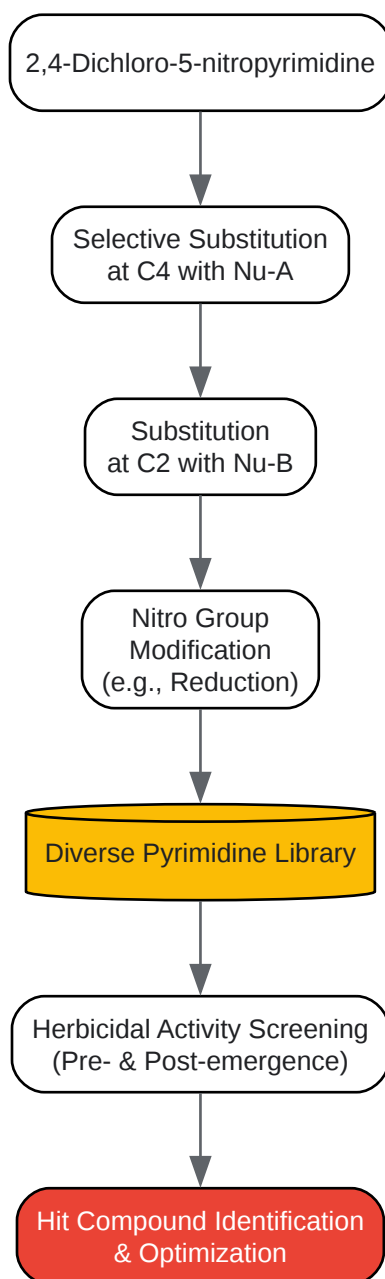 2,4-Dichloro-5-nitropyrimidine
Selective Substitution
at C4 with Nu-A
Substitution
at C2 with Nu-B
Nitro Group
Modification
(e.g., Reduction)
Diverse Pyrimidine Library
Herbicidal Activity Screening
(Pre- & Post-emergence)
Hit Compound Identification
& Optimization